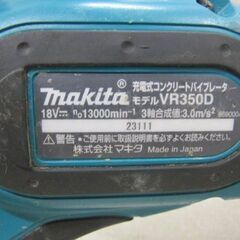 makita®
充電式コンクリートバイブレータ
モデル VR350D
18V⎓ n₀13000min⁻¹ 3軸合成値:3.0m/s²
23111
⚠警告 ご使用前に取扱説明書を必ずよくお読みください。
株式会社マキタ Made in Japan